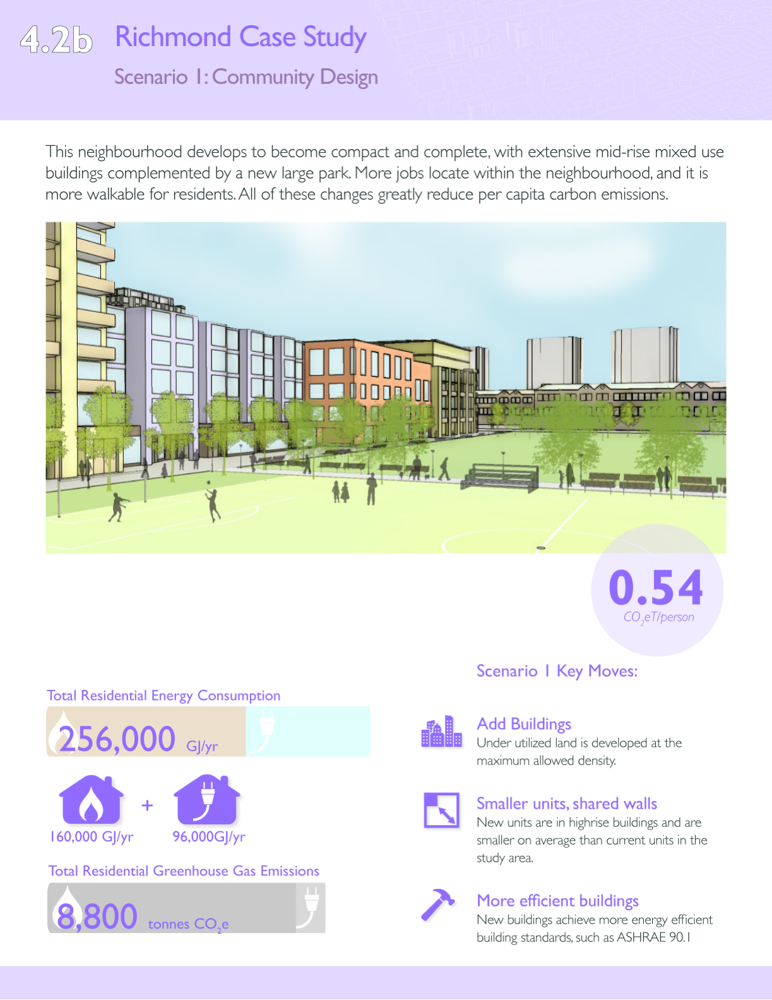 4.2b
Richmond Case Study
Scenario 1: Community Design
This neighbourhood develops to become compact and complete, with extensive mid-rise mixed use
buildings complemented by a new large park. More jobs locate within the neighbourhood, and it is
more walkable for residents. All of these changes greatly reduce per capita carbon emissions.
0.54
CO2eT/person
Total Residential Energy Consumption
256,000 GJ/yr
+
160,000 GJ/yr 96,000GJ/yr
Total Residential Greenhouse Gas Emissions
8,800 tonnes CO2e
Scenario 1 Key Moves:
Add Buildings
Under utilized land is developed at the
maximum allowed density.
Smaller units, shared walls
New units are in highrise buildings and are
smaller on average than current units in the
study area.
More efficient buildings
New buildings achieve more energy efficient
building standards, such as ASHRAE 90.1